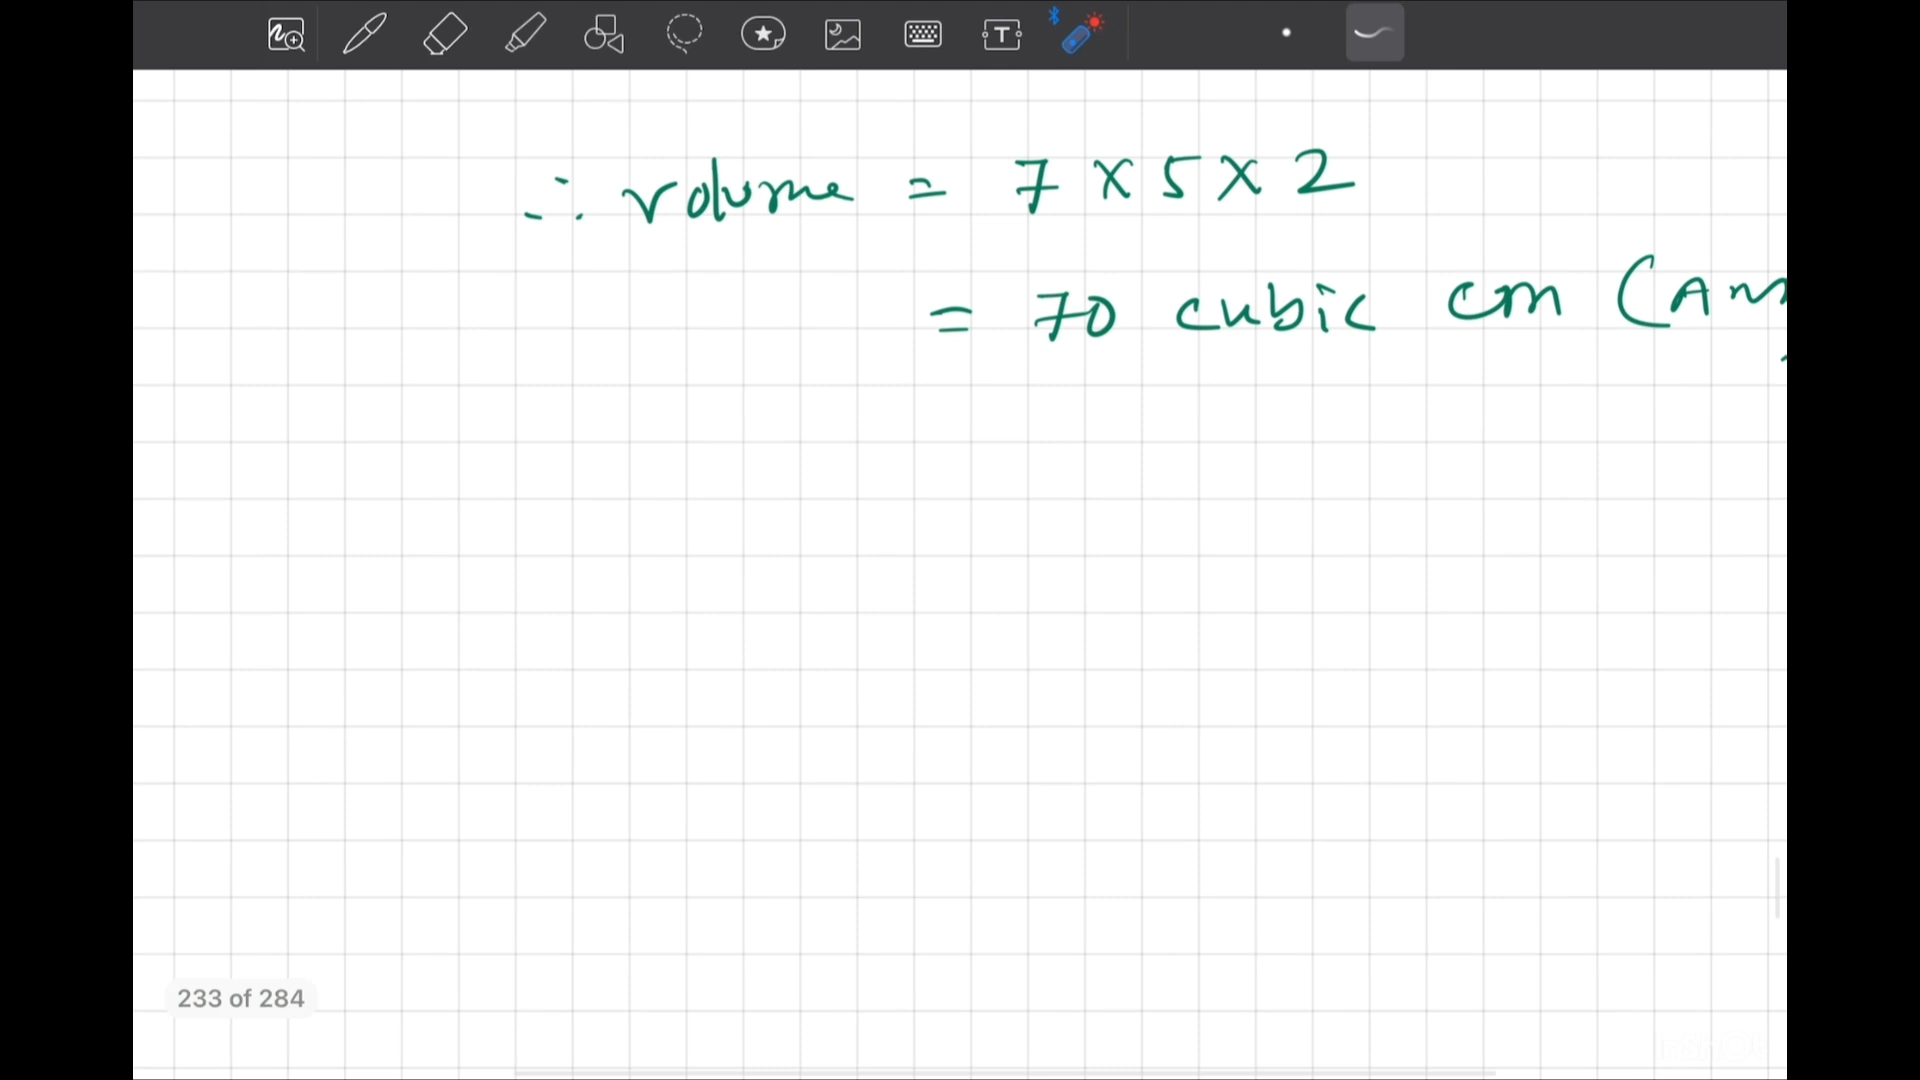 ∴ volume = 7 × 5 × 2
= 70 cubic cm (An
233 of 284